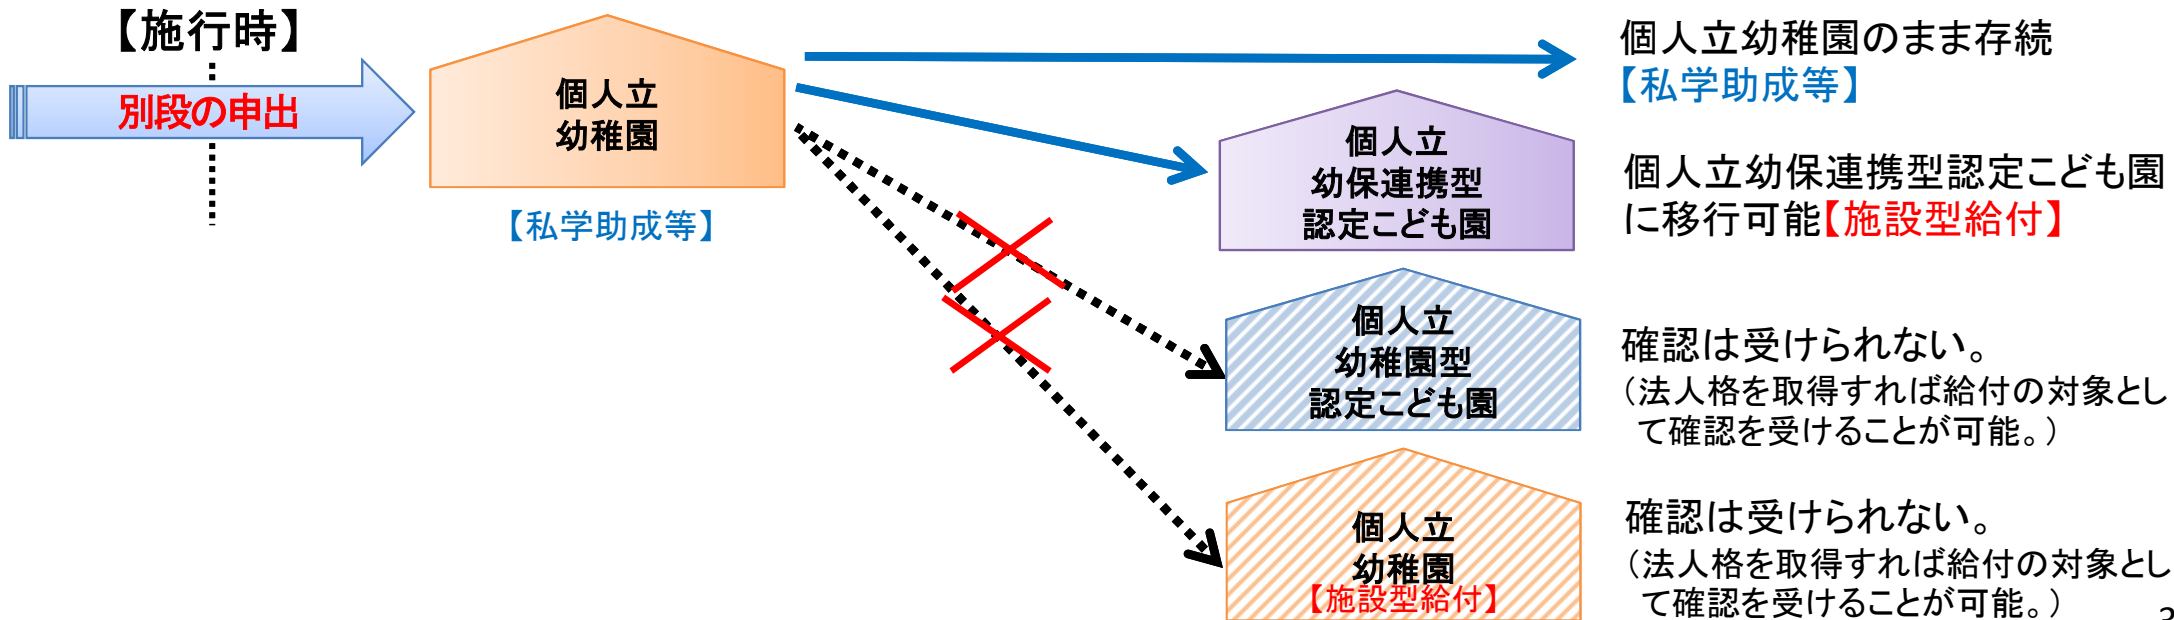 【施行時】
別段の申出
個人立
幼稚園
【私学助成等】
個人立幼稚園のまま存続
【私学助成等】
個人立
幼保連携型
認定こども園
個人立幼保連携型認定こども園
に移行可能【施設型給付】
個人立
幼稚園型
認定こども園
確認は受けられない。
（法人格を取得すれば給付の対象とし
て確認を受けることが可能。）
個人立
幼稚園
【施設型給付】
確認は受けられない。
（法人格を取得すれば給付の対象とし
て確認を受けることが可能。）